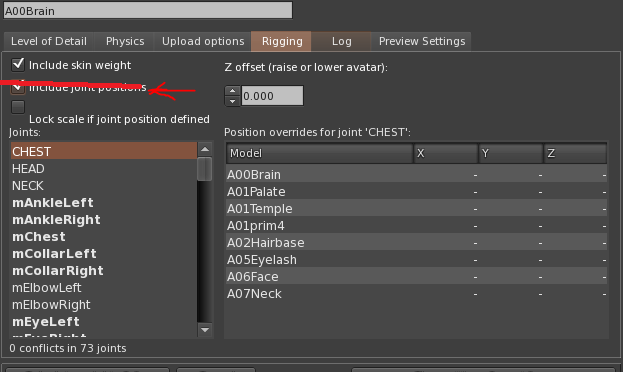 A00Brain
Level of Detail Physics Upload options Rigging Log Preview Settings
Include skin weight
Z offset (raise or lower avatar):
Include joint positions
0.000
Lock scale if joint position defined
Joints:
Position overrides for joint 'CHEST':
CHEST
HEAD
NECK
mAnkleLeft
mAnkleRight
mChest
mCollarLeft
mCollarRight
mElbowLeft
mElbowRight
mEyeLeft
mEyeRight
Model X Y Z
A00Brain - - -
A01Palate - - -
A01Temple - - -
A01prim4 - - -
A02Hairbase - - -
A05Eyelash - - -
A06Face - - -
A07Neck - - -
0 conflicts in 73 joints